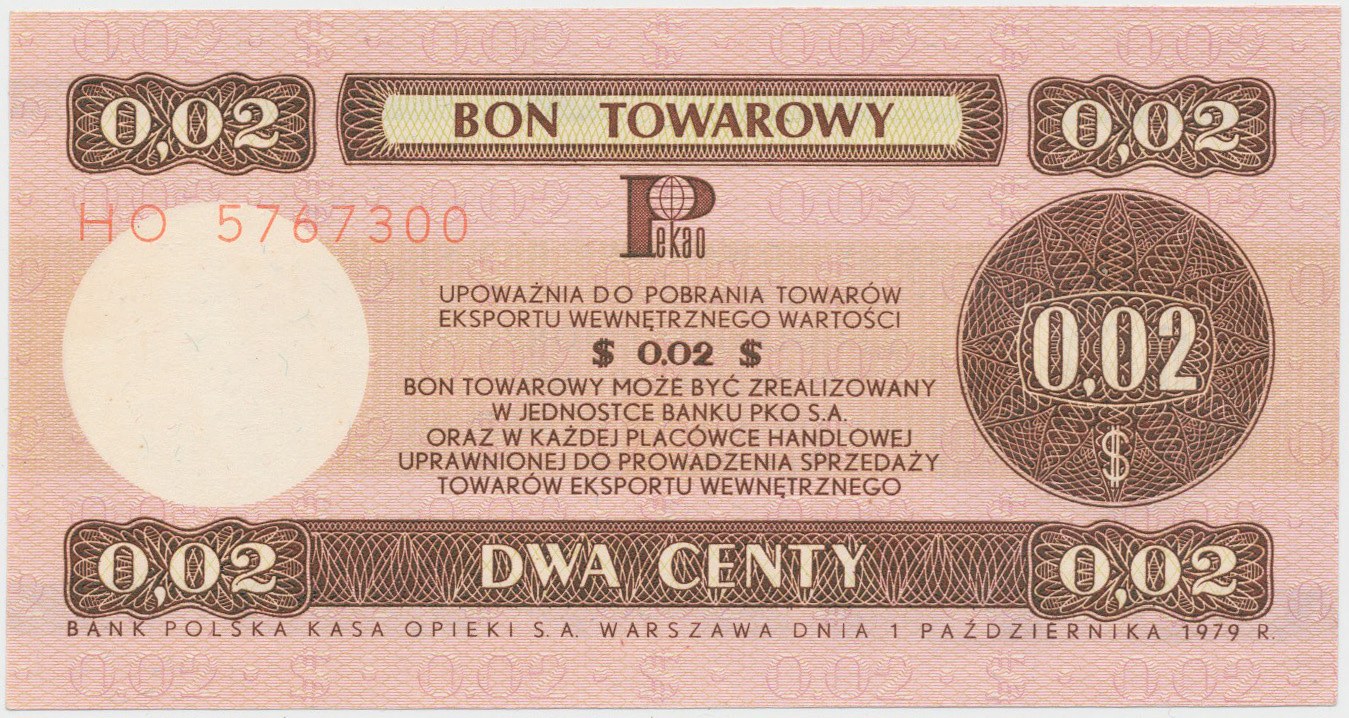 0,02 BON TOWAROWY 0,02
HO 5767300
Pekao
UPOWAŻNIA DO POBRANIA TOWARÓW
EKSPORTU WEWNĘTRZNEGO WARTOŚCI
$ 0.02 $
BON TOWAROWY MOŻE BYĆ ZREALIZOWANY
W JEDNOSTCE BANKU PKO S.A.
ORAZ W KAŻDEJ PLACÓWCE HANDLOWEJ
UPRAWNIONEJ DO PROWADZENIA SPRZEDAŻY
TOWARÓW EKSPORTU WEWNĘTRZNEGO
0,02
$
0,02 DWA CENTY 0,02
BANK POLSKA KASA OPIEKI S.A. WARSZAWA DNIA 1 PAŹDZIERNIKA 1979 R.